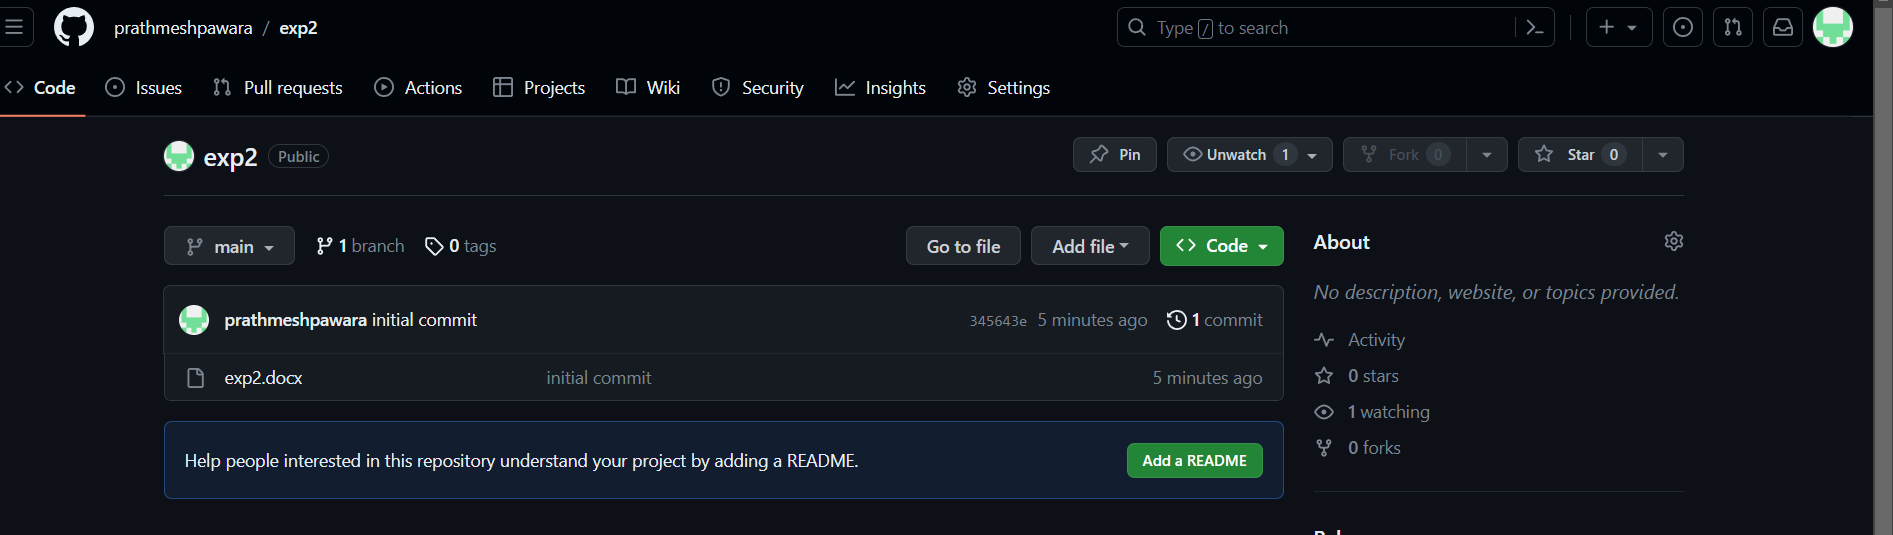 prathmeshpawara / exp2
Type / to search
Code Issues Pull requests Actions Projects Wiki Security Insights Settings
exp2 Public
Pin Unwatch 1 Fork 0 Star 0
main 1 branch 0 tags
Go to file Add file Code
About
No description, website, or topics provided.
prathmeshpawara initial commit 345643e 5 minutes ago 1 commit
exp2.docx initial commit 5 minutes ago
Activity
0 stars
1 watching
0 forks
Help people interested in this repository understand your project by adding a README.
Add a README